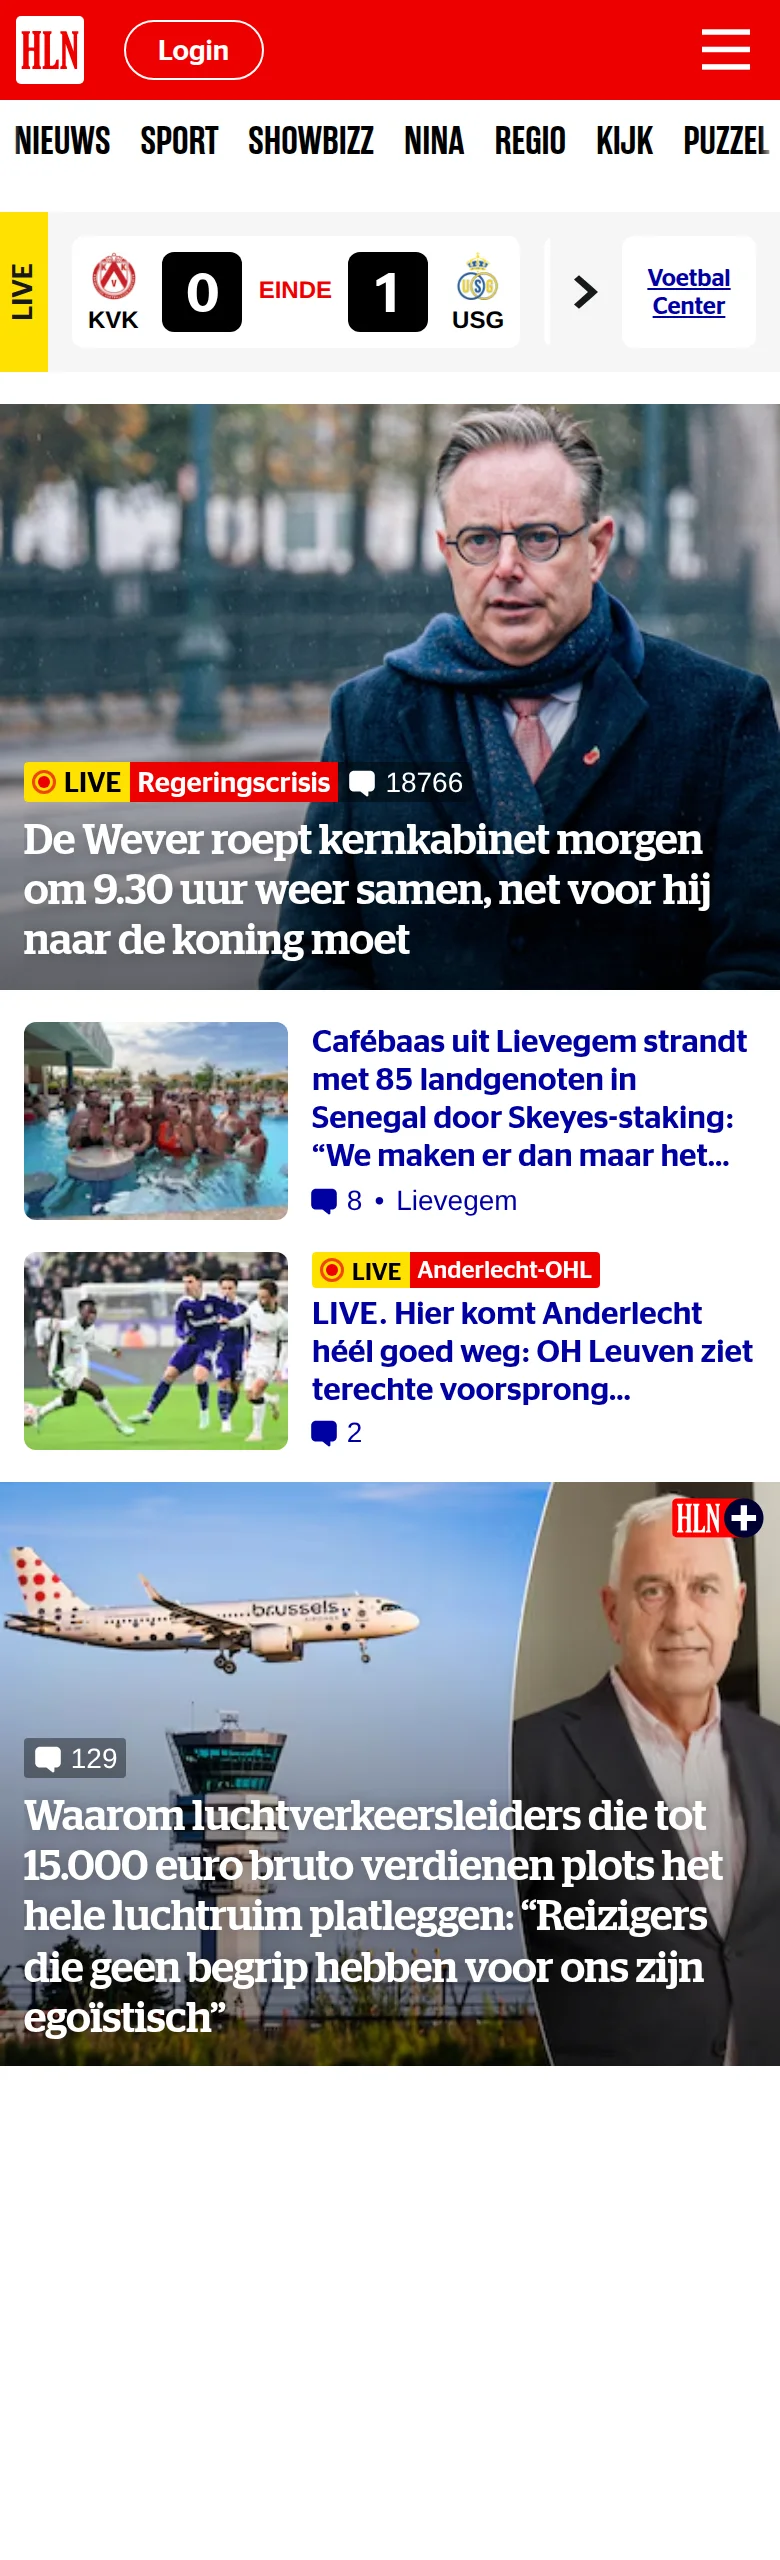 HLN
Login
NIEUWS SPORT SHOWBIZZ NINA REGIO KIJK PUZZEL
LIVE
KVK
0
EINDE
1
USG
Voetbal
Center
LIVE Regeringscrisis 18766
De Wever roept kernkabinet morgen
om 9.30 uur weer samen, net voor hij
naar de koning moet
Cafébaas uit Lievegem strandt
met 85 landgenoten in
Senegal door Skeyes-staking:
“We maken er dan maar het...
8 • Lievegem
LIVE Anderlecht-OHL
LIVE. Hier komt Anderlecht
héél goed weg: OH Leuven ziet
terechte voorsprong...
2
HLN+
brussels
129
Waarom luchtverkeersleiders die tot
15.000 euro bruto verdienen plots het
hele luchtruim platleggen: “Reizigers
die geen begrip hebben voor ons zijn
egoïstisch”